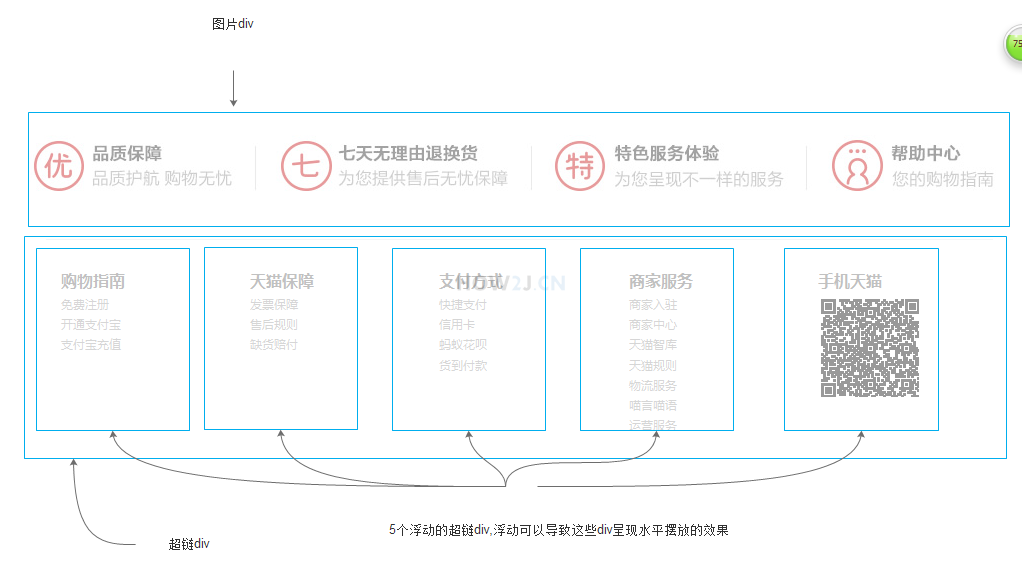 图片div
75
优
品质保障
品质护航 购物无忧
七
七天无理由退换货
为您提供售后无忧保障
特
特色服务体验
为您呈现不一样的服务
帮助中心
您的购物指南
购物指南
免费注册
开通支付宝
支付宝充值
天猫保障
发票保障
售后规则
缺货赔付
支付方式
快捷支付
信用卡
蚂蚁花呗
货到付款
HOW2J.CN
商家服务
商家入驻
商家中心
天猫智库
天猫规则
物流服务
喵言喵语
运营服务
手机天猫
5个浮动的超链div,浮动可以导致这些div呈现水平摆放的效果
超链div